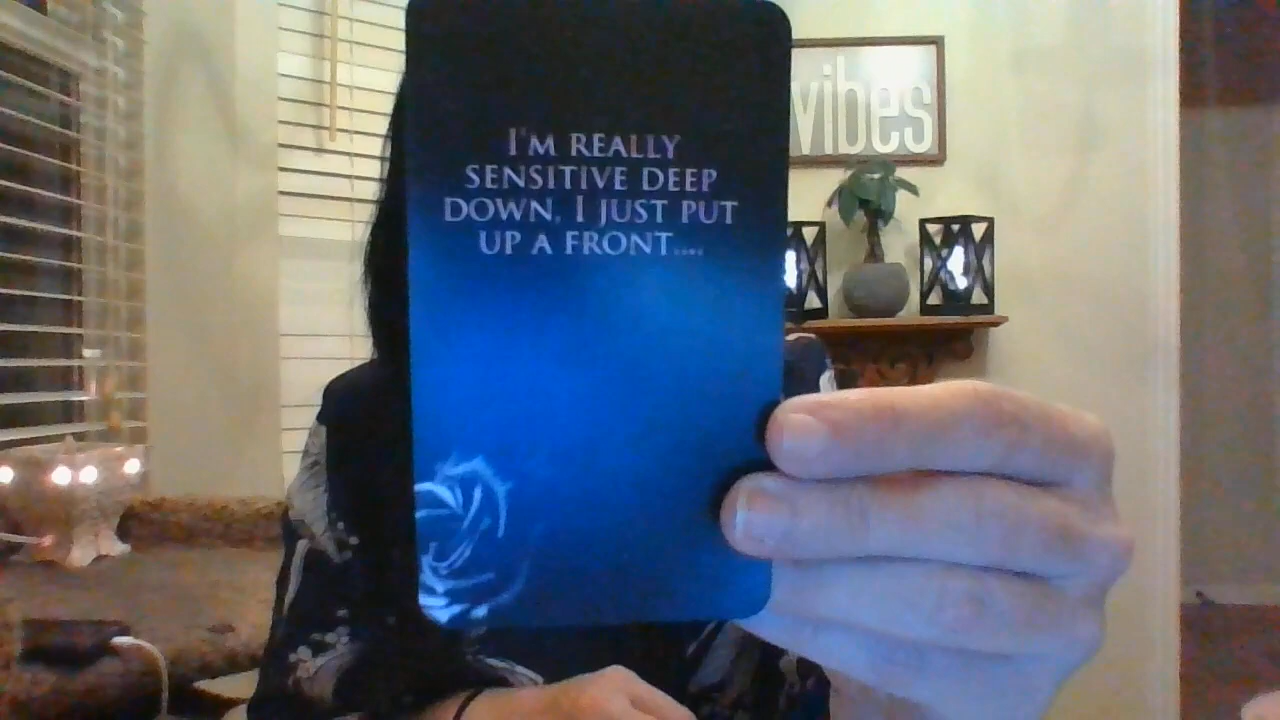 I'M REALLY
SENSITIVE DEEP
DOWN, I JUST PUT
UP A FRONT....
vibes